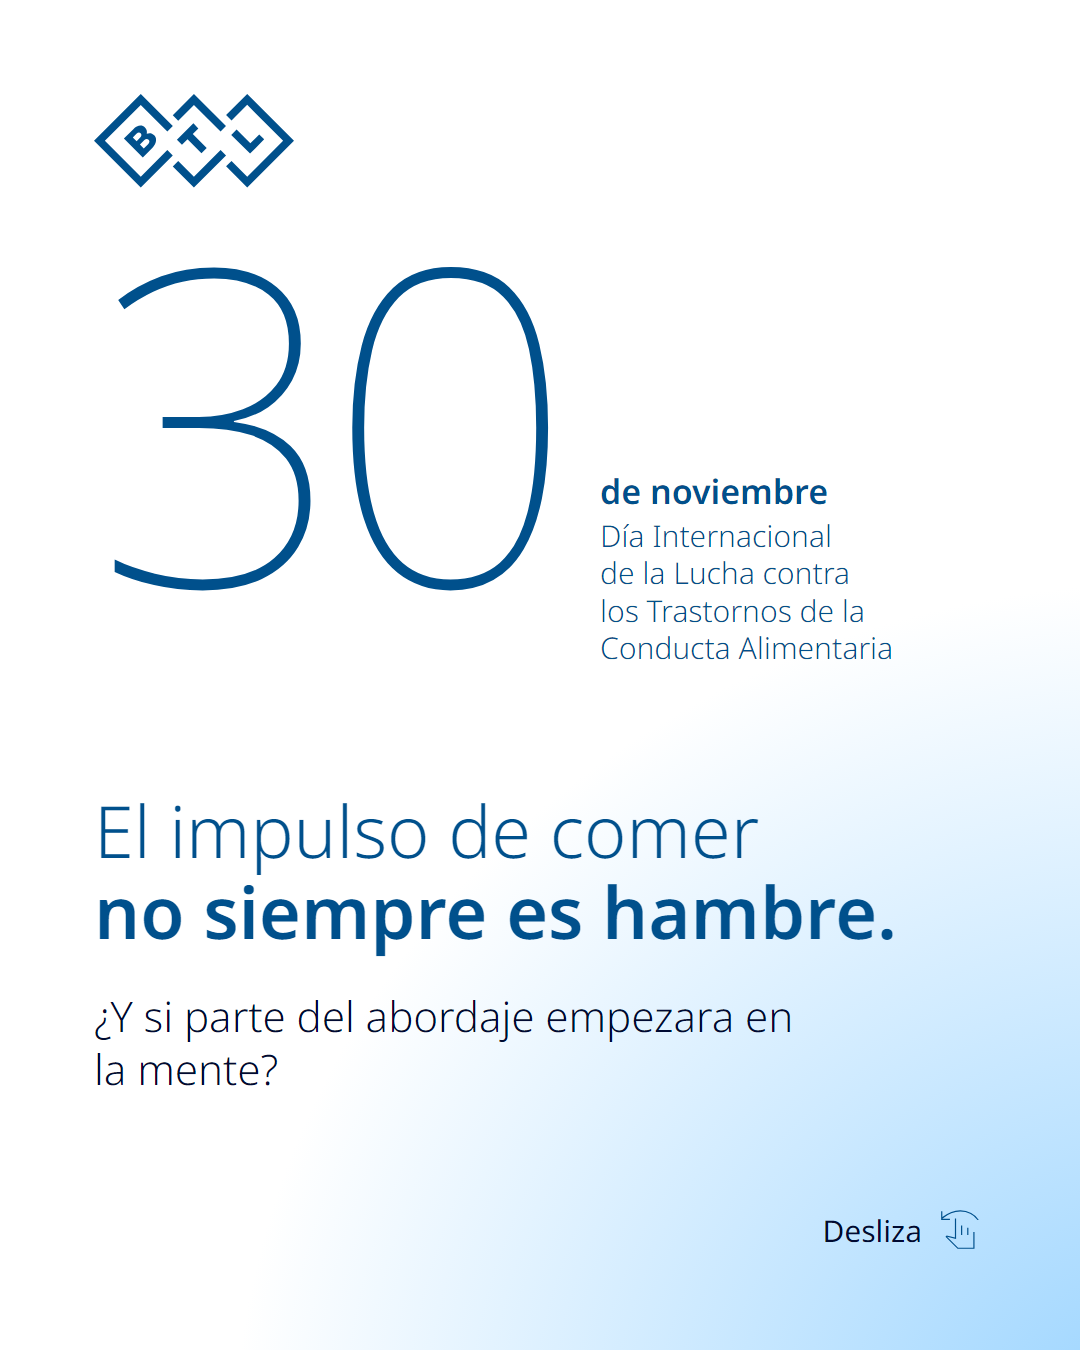 BTL
30
de noviembre
Día Internacional
de la Lucha contra
los Trastornos de la
Conducta Alimentaria
El impulso de comer
no siempre es hambre.
¿Y si parte del abordaje empezara en
la mente?
Desliza